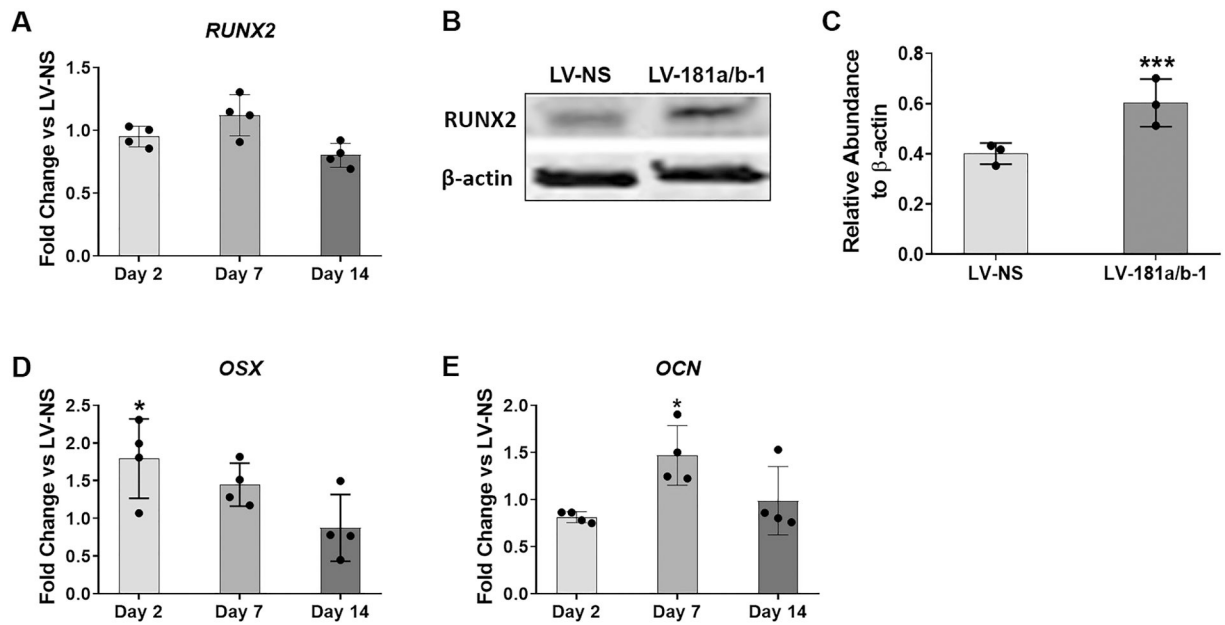 A
RUNX2
Fold Change vs LV-NS
1.5
1.0
0.5
0.0
Day 2
Day 7
Day 14
B
LV-NS
LV-181a/b-1
RUNX2
β-actin
C
Relative Abundance
to β-actin
0.8
0.6
0.4
0.2
0.0
***
LV-NS
LV-181a/b-1
D
OSX
Fold Change vs LV-NS
2.5
2.0
1.5
1.0
0.5
0.0
*
Day 2
Day 7
Day 14
E
OCN
Fold Change vs LV-NS
2.0
1.5
1.0
0.5
0.0
*
Day 2
Day 7
Day 14